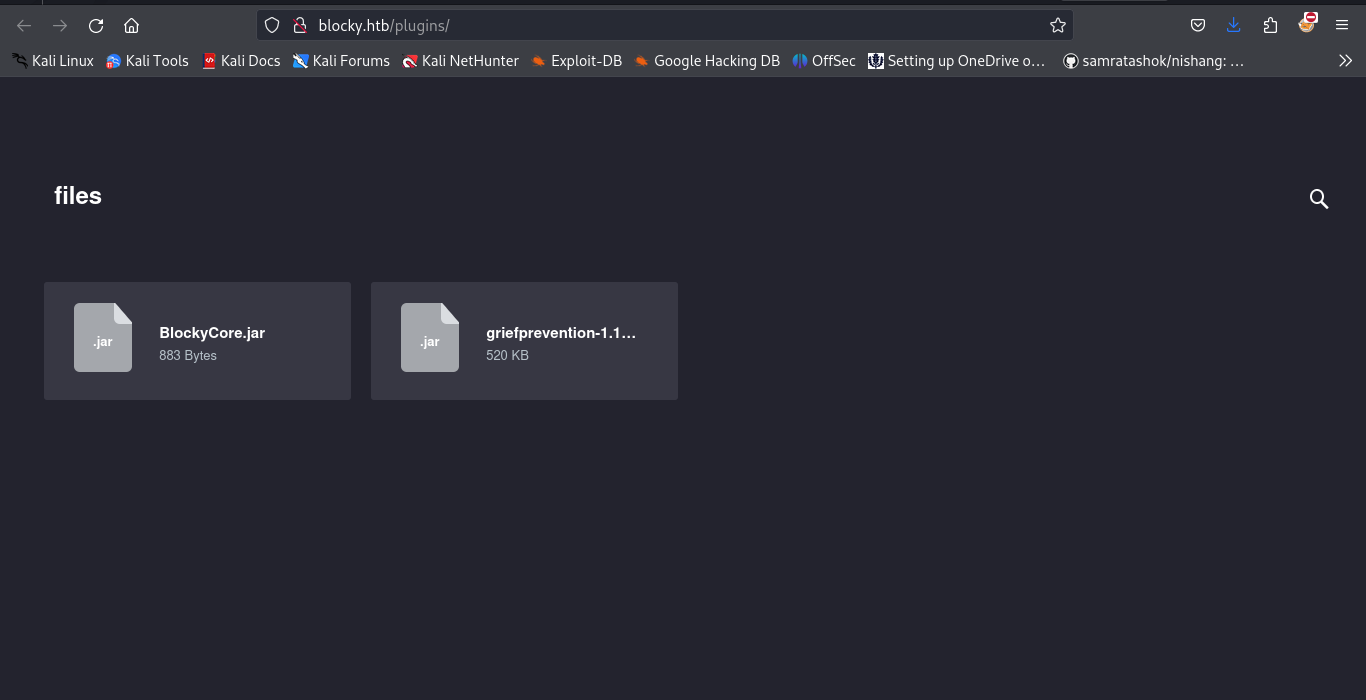 blocky.htb/plugins/
Kali Linux Kali Tools Kali Docs Kali Forums Kali NetHunter Exploit-DB Google Hacking DB OffSec Setting up OneDrive o… samratashok/nishang: …
files
.jar
BlockyCore.jar
883 Bytes
.jar
griefprevention-1.1…
520 KB